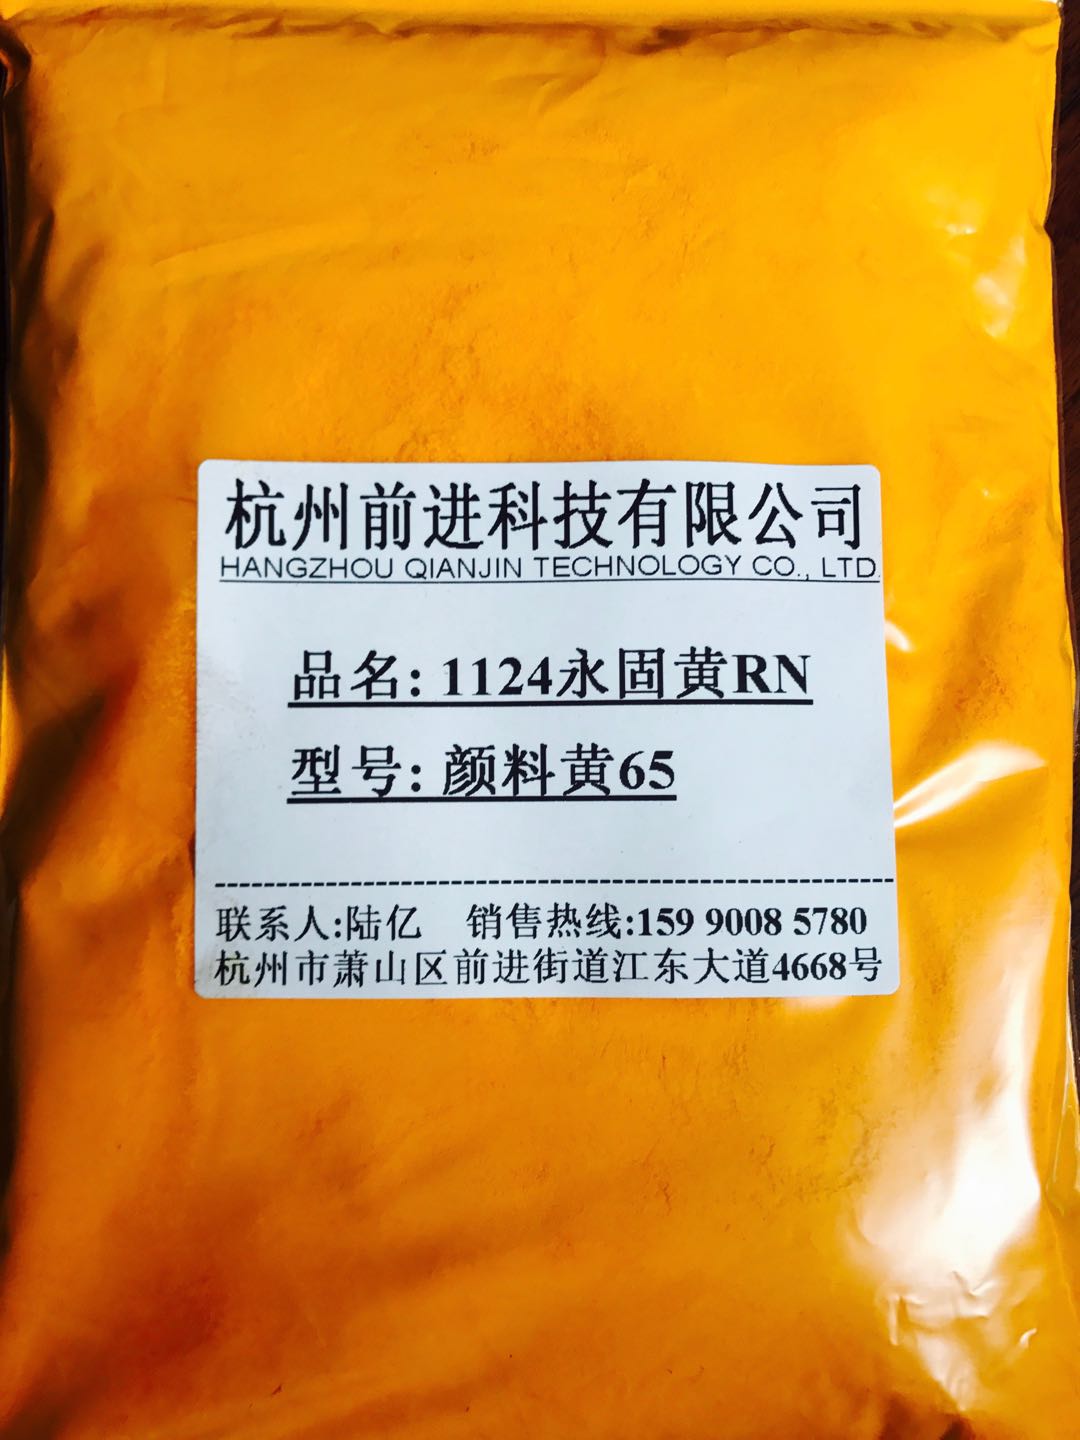 杭州前进科技有限公司
HANGZHOU QIANJIN TECHNOLOGY CO., LTD.
品名: 1124永固黄RN
型号: 颜料黄65
联系人:陆亿 销售热线:159 9008 5780
杭州市萧山区前进街道江东大道4668号